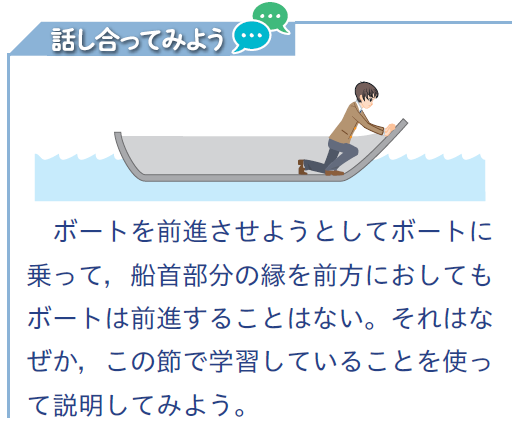 話し合ってみよう
ボートを前進させようとしてボートに
乗って，船首部分の縁を前方におしても
ボートは前進することはない。それはな
ぜか，この節で学習していることを使っ
て説明してみよう。